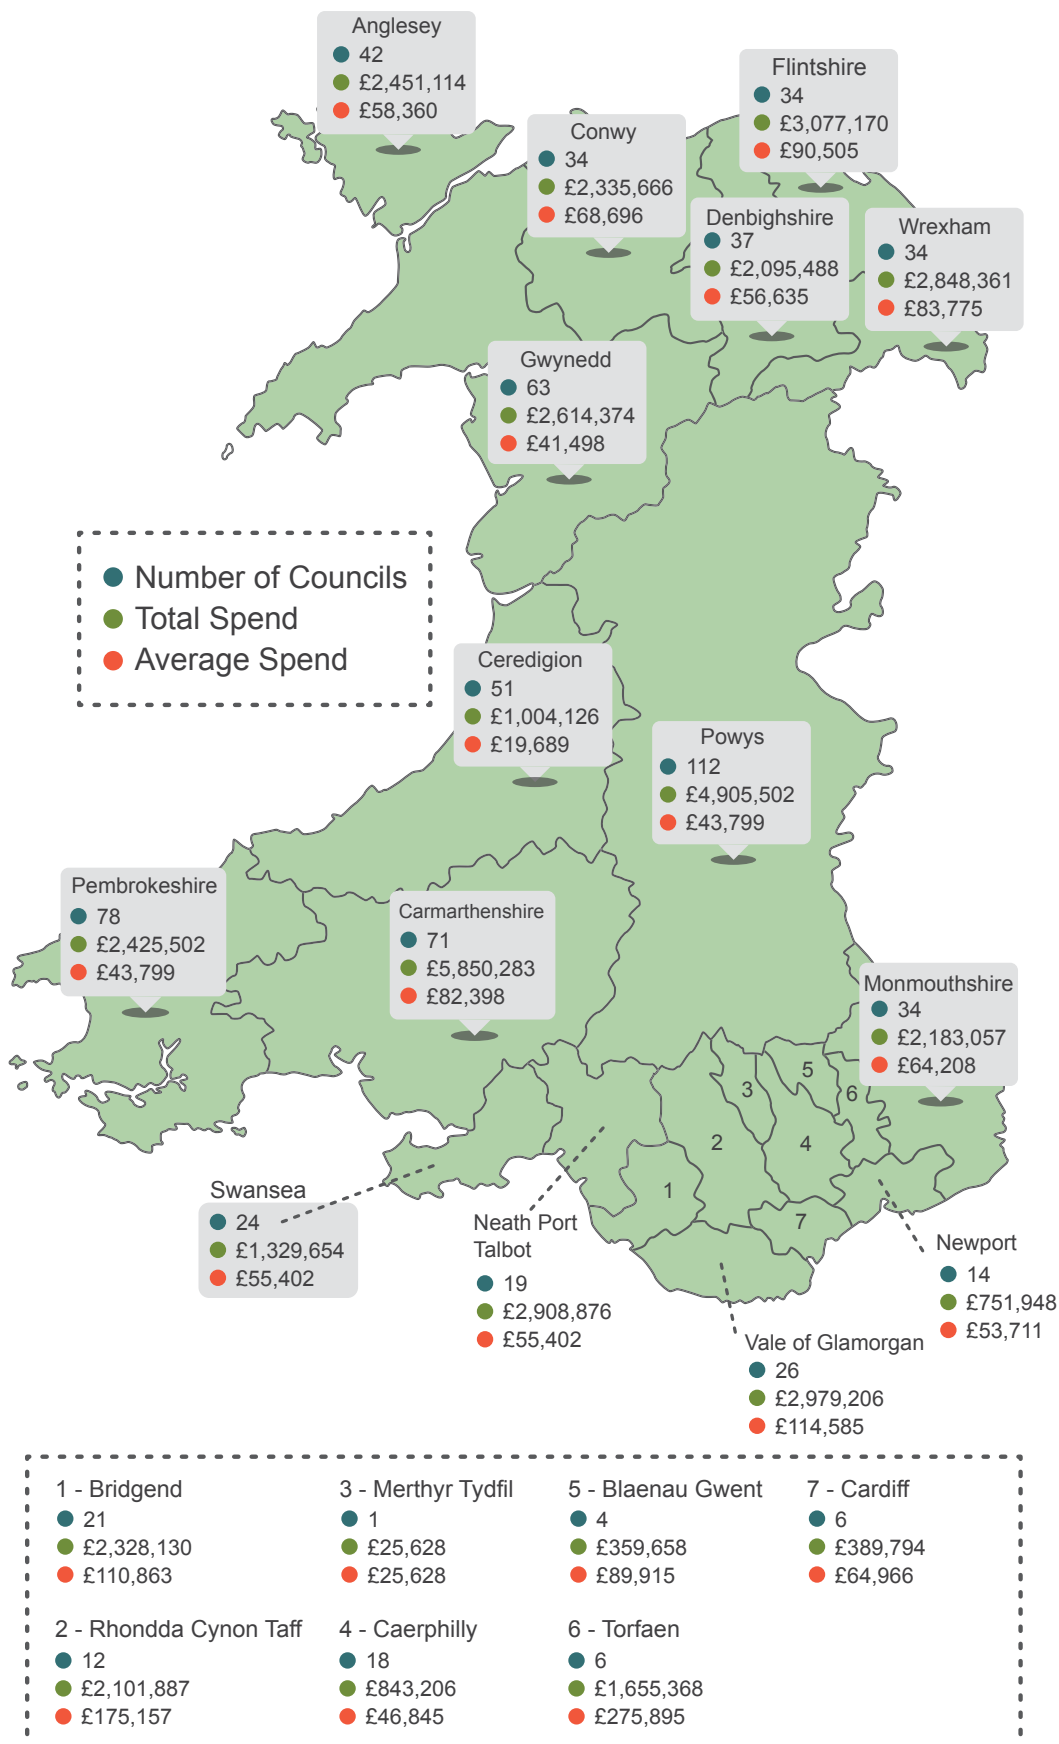 Anglesey
42
£2,451,114
£58,360
Flintshire
34
£3,077,170
£90,505
Conwy
34
£2,335,666
£68,696
Denbighshire
37
£2,095,488
£56,635
Wrexham
34
£2,848,361
£83,775
Gwynedd
63
£2,614,374
£41,498
Number of Councils
Total Spend
Average Spend
Ceredigion
51
£1,004,126
£19,689
Powys
112
£4,905,502
£43,799
Pembrokeshire
78
£2,425,502
£43,799
Carmarthenshire
71
£5,850,283
£82,398
Monmouthshire
34
£2,183,057
£64,208
5
3
6
2
4
1
7
Swansea
24
£1,329,654
£55,402
Neath Port
Talbot
19
£2,908,876
£55,402
Newport
14
£751,948
£53,711
Vale of Glamorgan
26
£2,979,206
£114,585
1 - Bridgend
21
£2,328,130
£110,863
3 - Merthyr Tydfil
1
£25,628
£25,628
5 - Blaenau Gwent
4
£359,658
£89,915
7 - Cardiff
6
£389,794
£64,966
2 - Rhondda Cynon Taff
12
£2,101,887
£175,157
4 - Caerphilly
18
£843,206
£46,845
6 - Torfaen
6
£1,655,368
£275,895